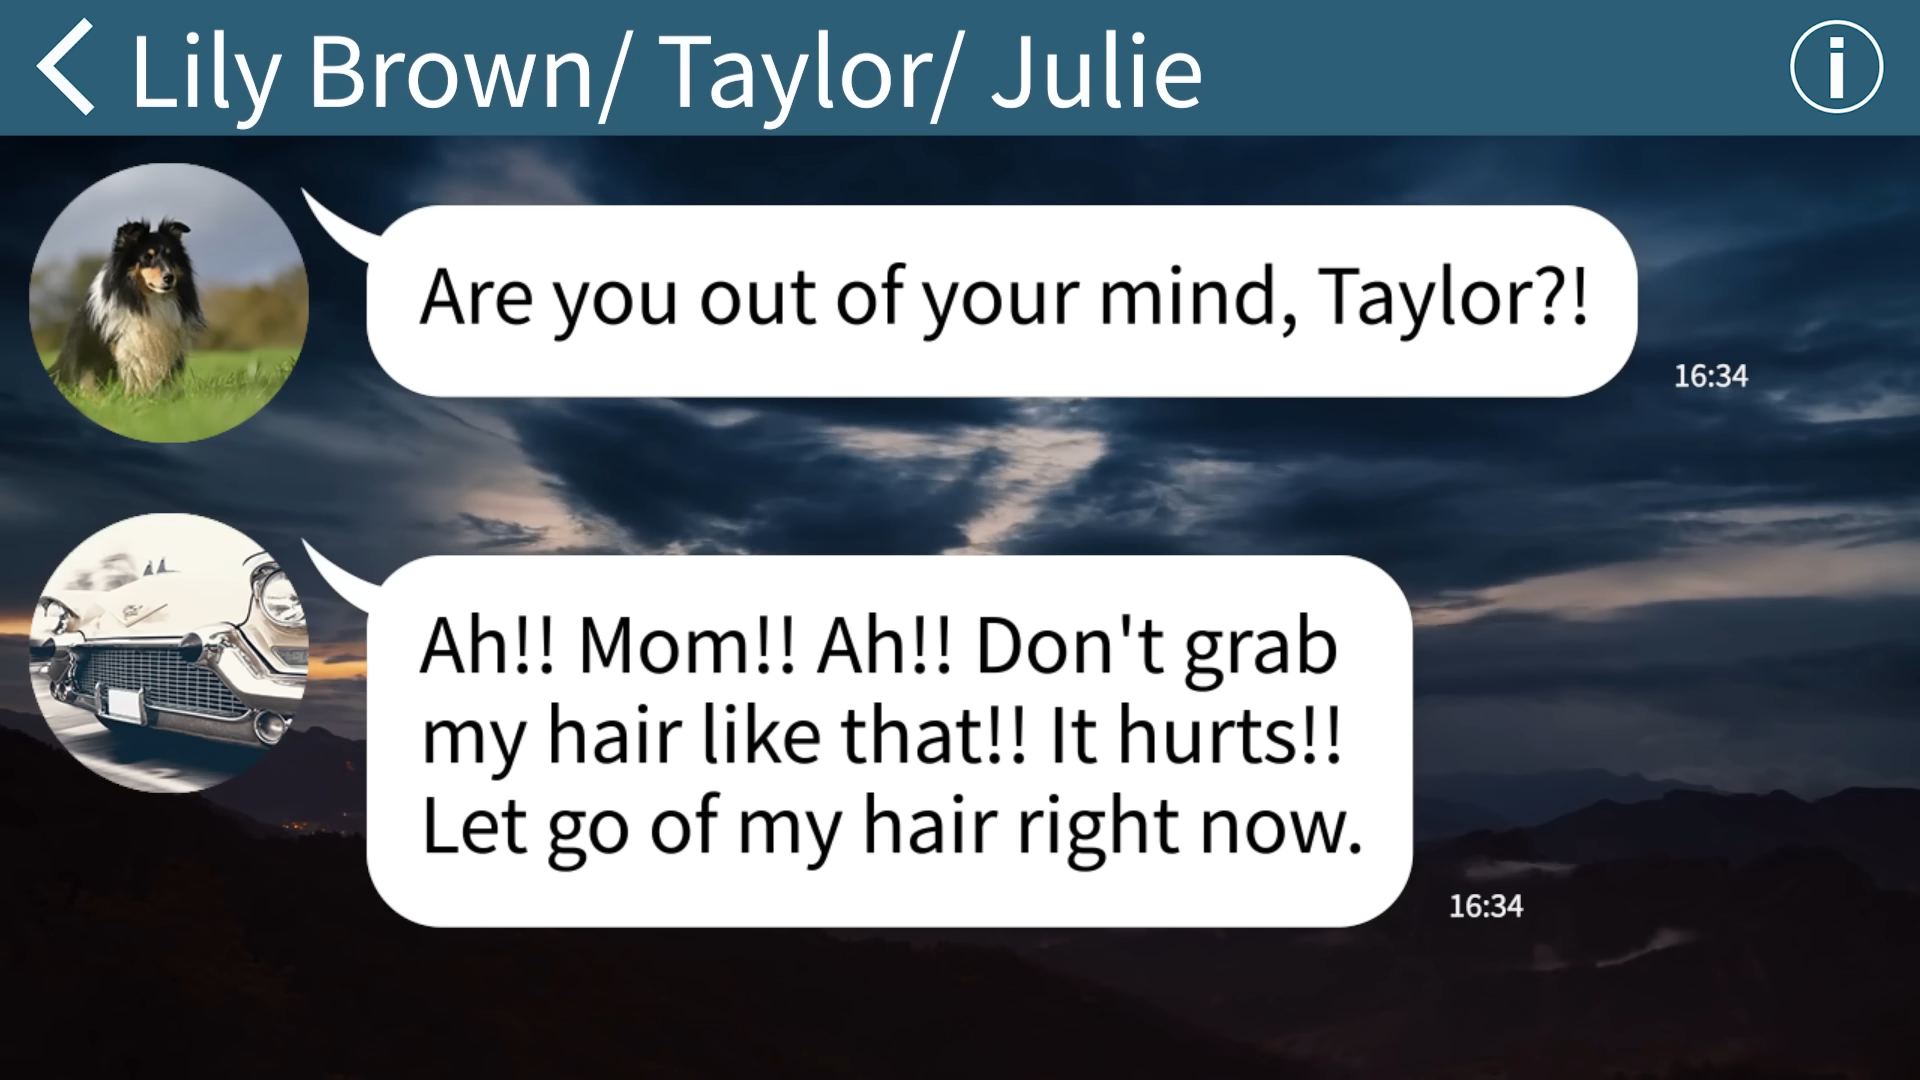 Lily Brown/ Taylor/ Julie
Are you out of your mind, Taylor?!
16:34
Ah!! Mom!! Ah!! Don't grab
my hair like that!! It hurts!!
Let go of my hair right now.
16:34